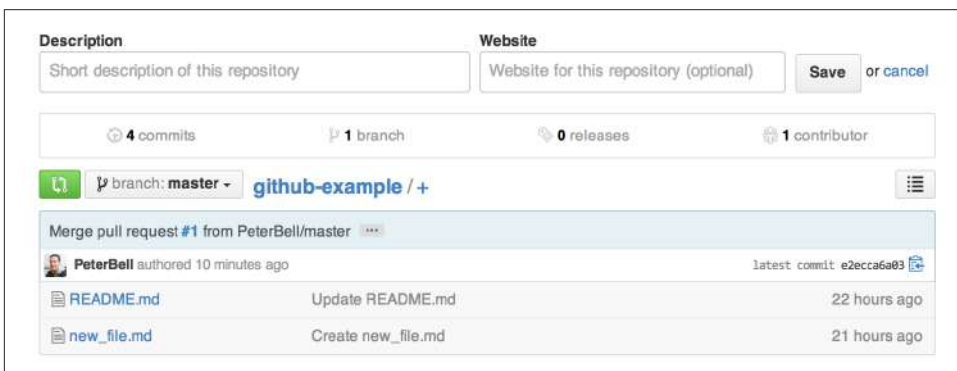 Description Website
Short description of this repository Website for this repository (optional) Save or cancel
4 commits 1 branch 0 releases 1 contributor
branch: master github-example / +
Merge pull request #1 from PeterBell/master ...
PeterBell authored 10 minutes ago latest commit e2ecca6a03
README.md Update README.md 22 hours ago
new_file.md Create new_file.md 21 hours ago